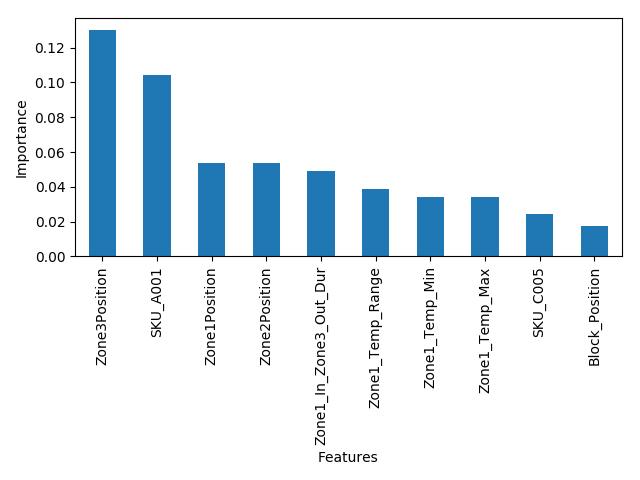 0.12
0.10
0.08
0.06
0.04
0.02
0.00
Importance
Zone3Position
SKU_A001
Zone1Position
Zone2Position
Zone1_In_Zone3_Out_Dur
Zone1_Temp_Range
Zone1_Temp_Min
Zone1_Temp_Max
SKU_C005
Block_Position
Features